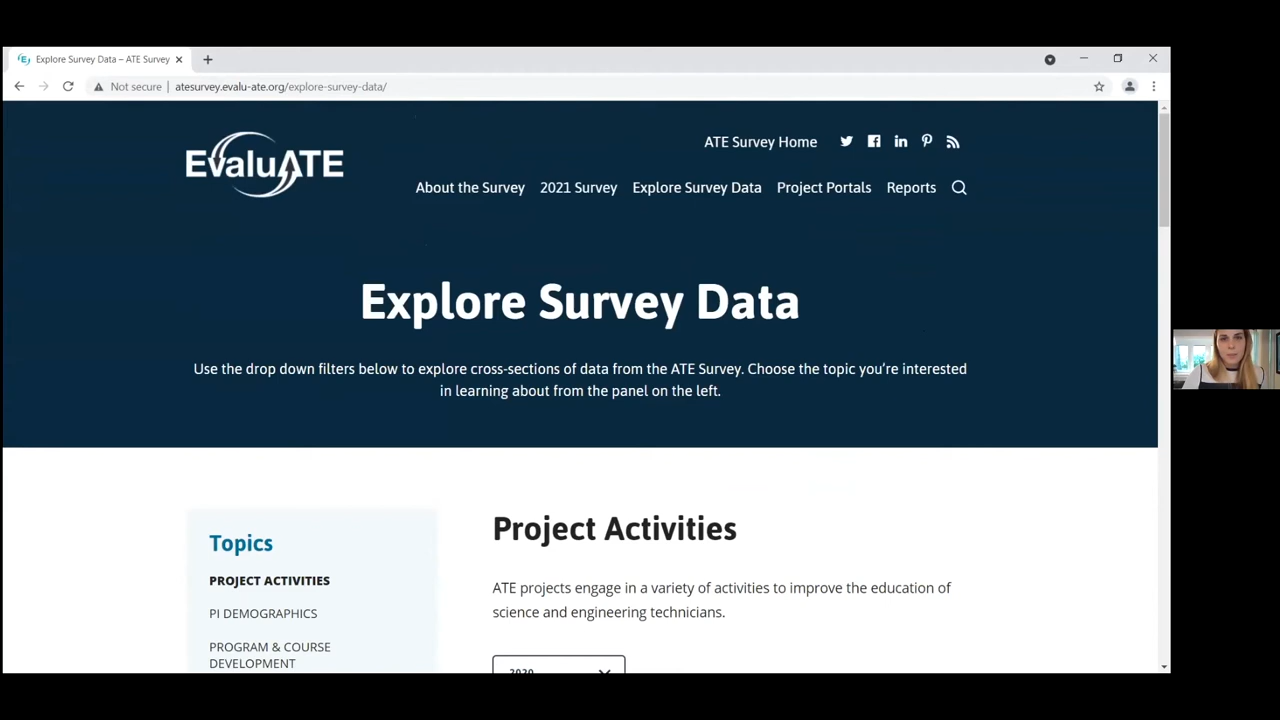 Explore Survey Data – ATE Survey
Not secure | atesurvey.evalu-ate.org/explore-survey-data/
EvaluATE
ATE Survey Home
About the Survey 2021 Survey Explore Survey Data Project Portals Reports
Explore Survey Data
Use the drop down filters below to explore cross-sections of data from the ATE Survey. Choose the topic you're interested
in learning about from the panel on the left.
Topics
PROJECT ACTIVITIES
PI DEMOGRAPHICS
PROGRAM & COURSE
DEVELOPMENT
Project Activities
ATE projects engage in a variety of activities to improve the education of
science and engineering technicians.
2020